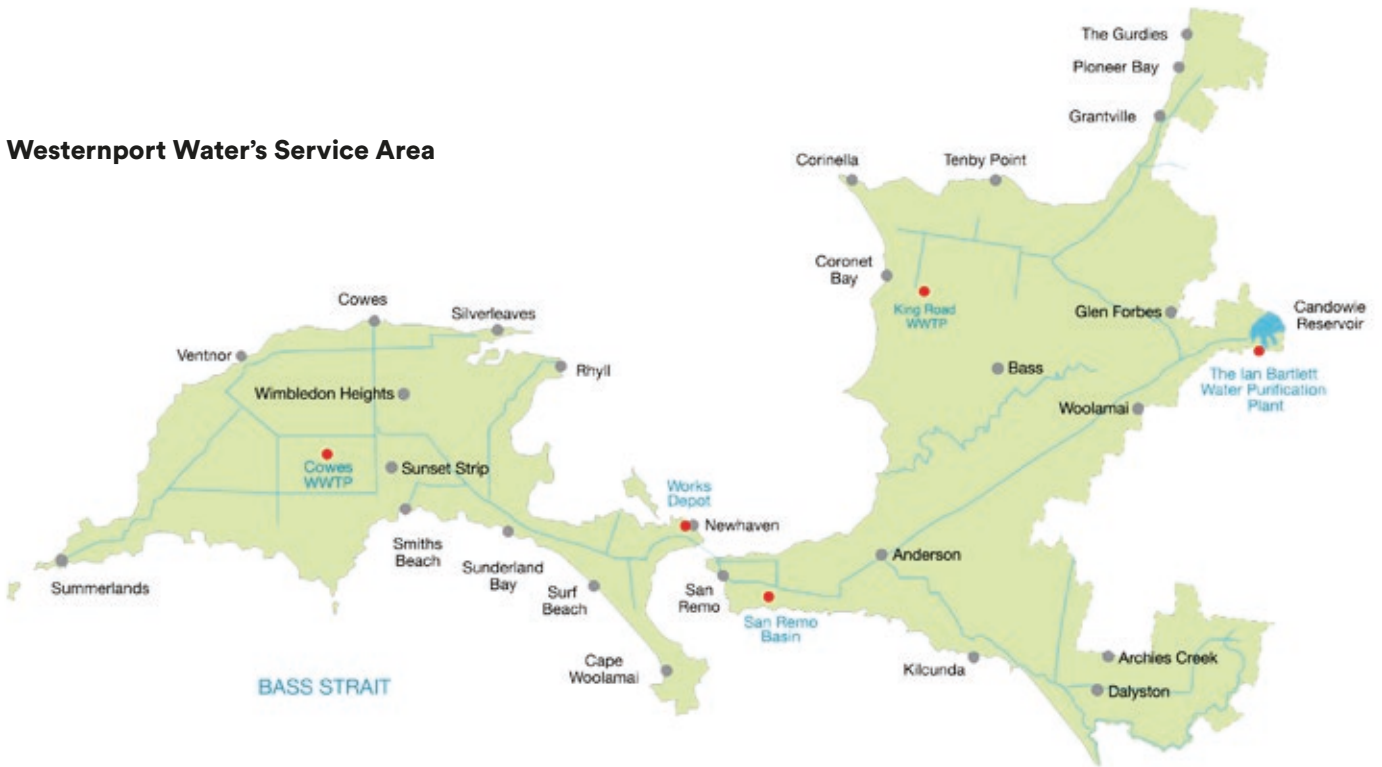 Westernport Water's Service Area
The Gurdies
Pioneer Bay
Grantville
Corinella
Tenby Point
Coronet
Bay
King Road
WWTP
Glen Forbes
Candowie
Reservoir
Bass
The Ian Bartlett
Water Purification
Plant
Woolamai
Cowes
Silverleaves
Ventnor
Rhyll
Wimbledon Heights
Cowes
WWTP
Sunset Strip
Works
Depot
Newhaven
Smiths
Beach
Sunderland
Bay
Surf
Beach
Summerlands
San
Remo
San Remo
Basin
Anderson
Cape
Woolamai
Kilcunda
Archies Creek
Dalyston
BASS STRAIT